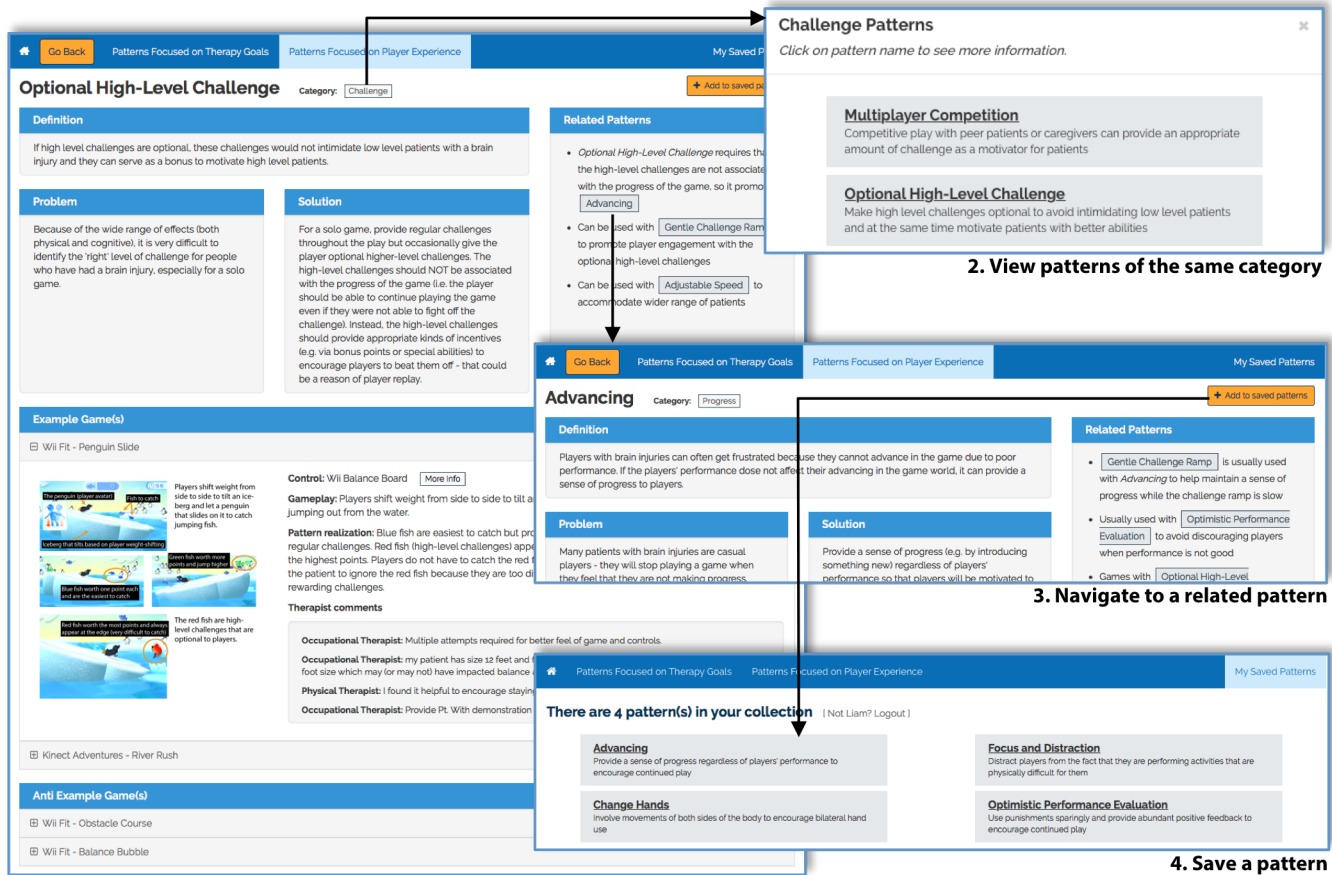 Go Back
Patterns Focused on Therapy Goals
Patterns Focused on Player Experience
My Saved P
Optional High-Level Challenge
Category: Challenge
+ Add to saved pa
Definition
If high level challenges are optional, these challenges would not intimidate low level patients with a brain
injury and they can serve as a bonus to motivate high level patients.
Problem
Because of the wide range of effects (both
physical and cognitive), it is very difficult to
identify the 'right' level of challenge for people
who have had a brain injury, especially for a solo
game.
Solution
For a solo game, provide regular challenges
throughout the play but occasionally give the
player optional higher-level challenges. The
high-level challenges should NOT be associated
with the progress of the game (i.e. the player
should be able to continue playing the game
even if they were not able to fight off the
challenge). Instead, the high-level challenges
should provide appropriate kinds of incentives
(e.g. via bonus points or special abilities) to
encourage players to beat them off - that could
be a reason of player replay.
Related Patterns
• Optional High-Level Challenge requires tha
the high-level challenges are not associate
with the progress of the game, so it promo
Advancing
• Can be used with Gentle Challenge Ram
to promote player engagement with the
optional high-level challenges
• Can be used with Adjustable Speed to
accommodate wider range of patients
Example Game(s)
Wii Fit - Penguin Slide
The penguin (player avatar)
Fish to catch
Iceberg that tilts based on player weight-shifting
Players shift weight from
side to side to tilt an ice-
berg and let a penguin
that slides on it to catch
jumping fish.
Green fish worth more
points and jump higher
Blue fish worth one point each
and are the easiest to catch
Red fish worth the most points and always
appear at the edge (very difficult to catch)
The red fish are high-
level challenges that are
optional to players.
Control: Wii Balance Board More info
Gameplay: Players shift weight from side to side to tilt a
jumping out from the water.
Pattern realization: Blue fish are easiest to catch but pro
regular challenges. Red fish (high-level challenges) appe
the highest points. Players do not have to catch the red f
the patient to ignore the red fish because they are too di
rewarding challenges.
Therapist comments
Occupational Therapist: Multiple attempts required for better feel of game and controls.
Occupational Therapist: my patient has size 12 feet and f
foot size which may (or may not) have impacted balance a
Physical Therapist: I found it helpful to encourage stayin
Occupational Therapist: Provide Pt. With demonstration
Kinect Adventures - River Rush
Anti Example Game(s)
Wii Fit - Obstacle Course
Wii Fit - Balance Bubble
Challenge Patterns
×
Click on pattern name to see more information.
Multiplayer Competition
Competitive play with peer patients or caregivers can provide an appropriate
amount of challenge as a motivator for patients
Optional High-Level Challenge
Make high level challenges optional to avoid intimidating low level patients
and at the same time motivate patients with better abilities
2. View patterns of the same category
Go Back
Patterns Focused on Therapy Goals
Patterns Focused on Player Experience
My Saved Patterns
Advancing
Category: Progress
+ Add to saved patterns
Definition
Players with brain injuries can often get frustrated because they cannot advance in the game due to poor
performance. If the players' performance dose not affect their advancing in the game world, it can provide a
sense of progress to players.
Problem
Many patients with brain injuries are casual
players - they will stop playing a game when
they feel that they are not making progress.
Solution
Provide a sense of progress (e.g. by introducing
something new) regardless of players'
performance so that players will be motivated to
Related Patterns
• Gentle Challenge Ramp is usually used
with Advancing to help maintain a sense of
progress while the challenge ramp is slow
• Usually used with Optimistic Performance
Evaluation to avoid discouraging players
when performance is not good
• Games with Optional High-Level
3. Navigate to a related pattern
Patterns Focused on Therapy Goals
Patterns Focused on Player Experience
My Saved Patterns
There are 4 pattern(s) in your collection [ Not Liam? Logout ]
Advancing
Provide a sense of progress regardless of players' performance to
encourage continued play
Focus and Distraction
Distract players from the fact that they are performing activities that are
physically difficult for them
Change Hands
Involve movements of both sides of the body to encourage bilateral hand
use
Optimistic Performance Evaluation
Use punishments sparingly and provide abundant positive feedback to
encourage continued play
4. Save a pattern